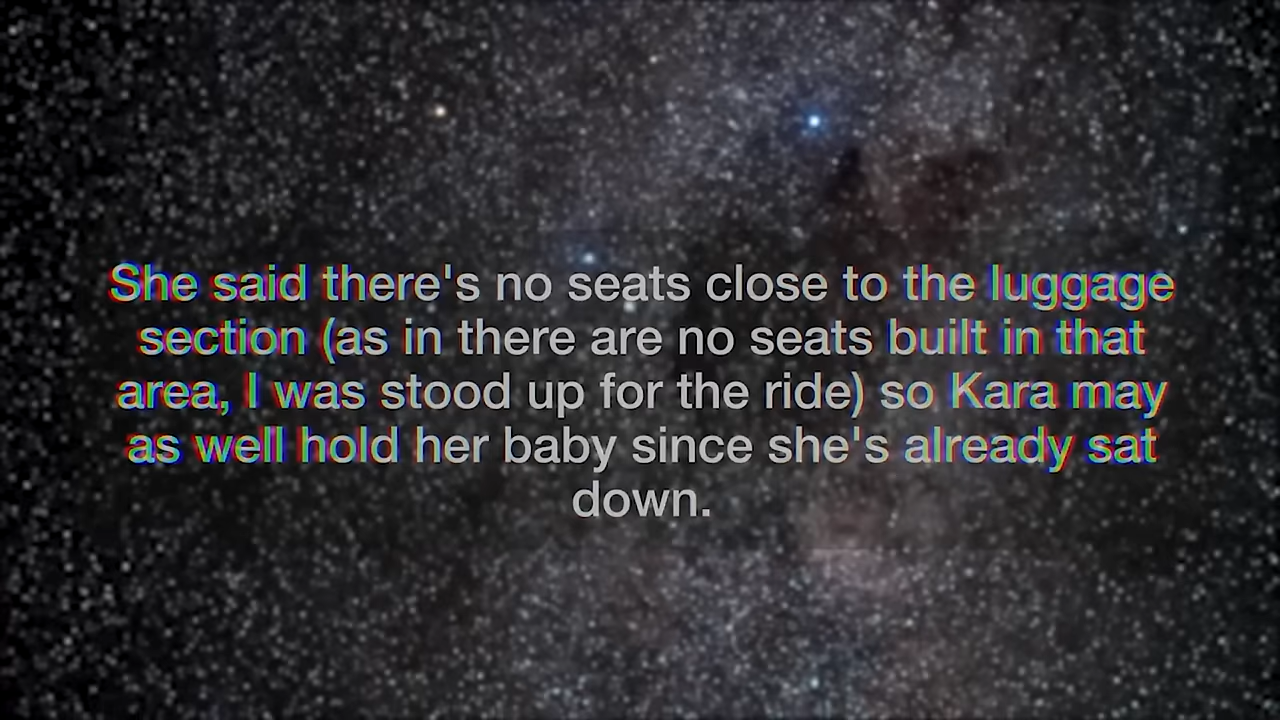 She said there's no seats close to the luggage
section (as in there are no seats built in that
area, I was stood up for the ride) so Kara may
as well hold her baby since she's already sat
down.